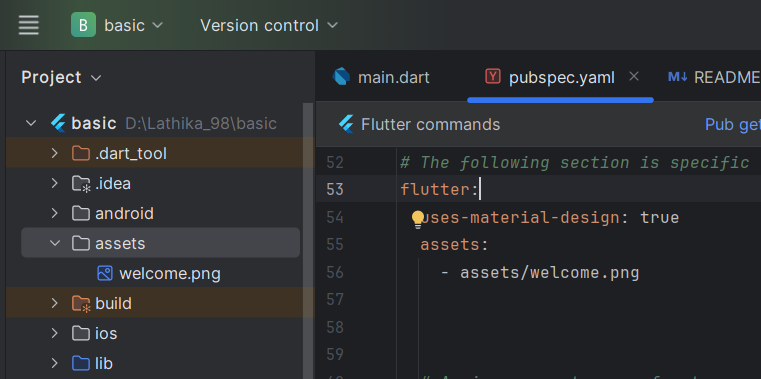 B basic Version control
Project
basic D:\Lathika_98\basic
.dart_tool
.idea
android
assets
welcome.png
build
ios
lib
main.dart
pubspec.yaml
M↓ README
Flutter commands
Pub get
52 # The following section is specific
53 flutter:
54 uses-material-design: true
55 assets:
56 - assets/welcome.png
57
58
59